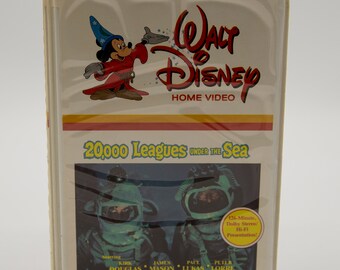 WALT
DISNEY
HOME VIDEO
20,000 LEAGUES UNDER THE SEA
KIRK JAMES PAUL PETER
DOUGLAS MASON LUKAS LORRE